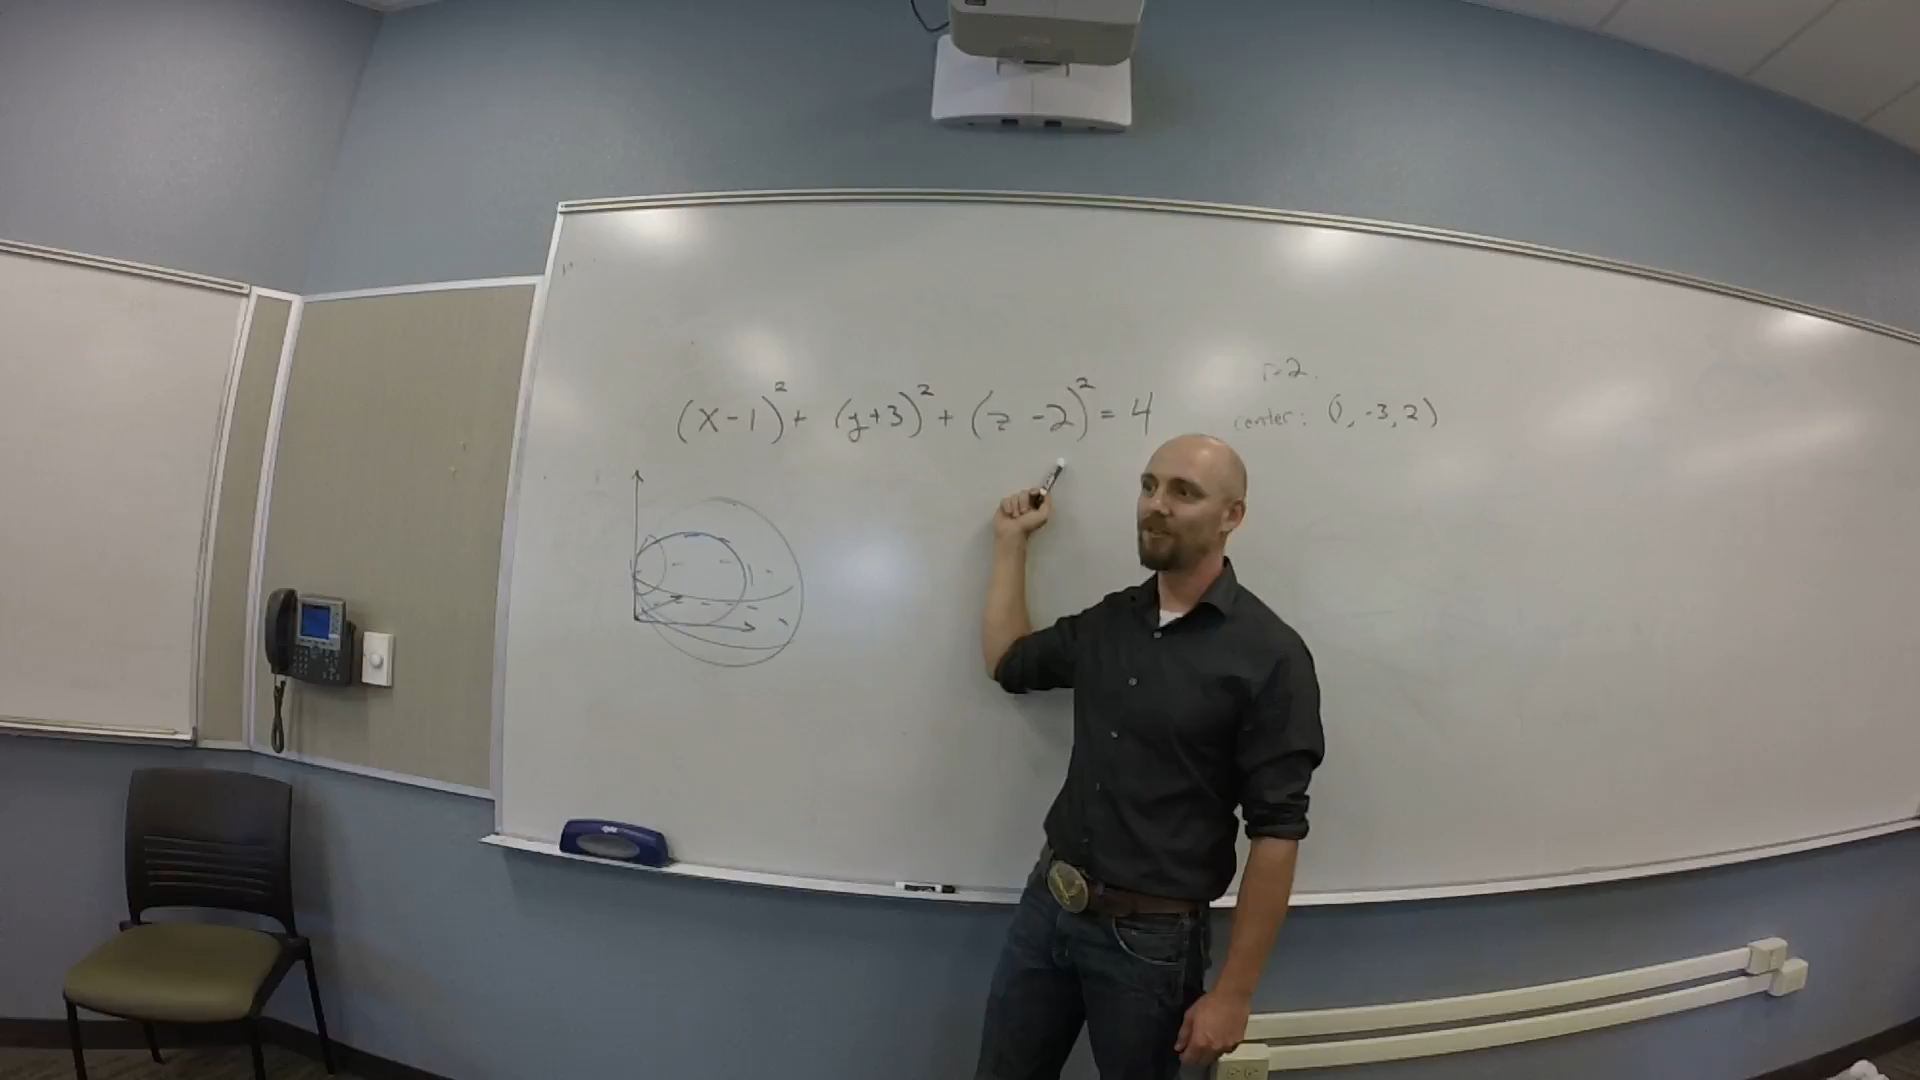 (x-1)² + (y+3)² + (z-2)² = 4
r=2.
center: (1, -3, 2)